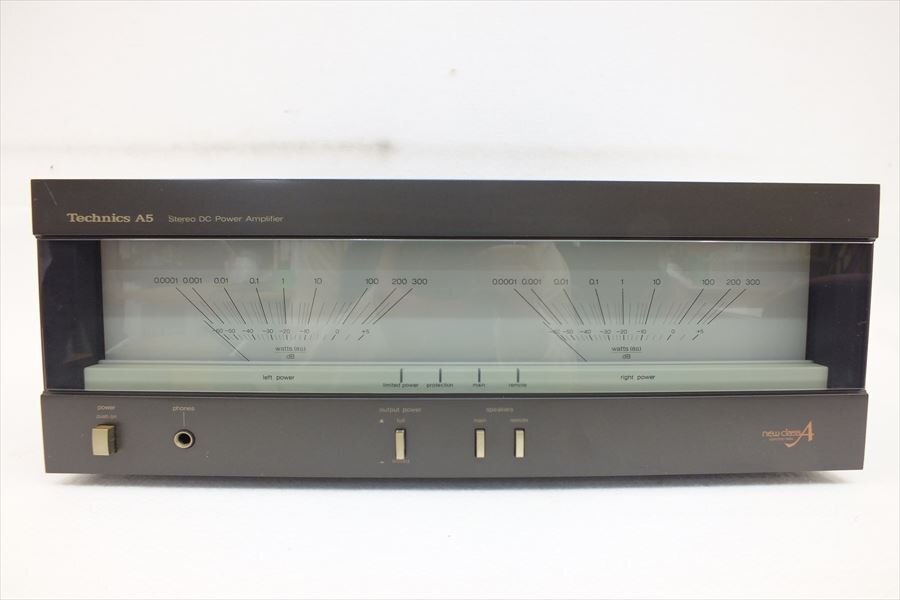 Technics A5 Stereo DC Power Amplifier
0.0001 0.001 0.01 0.1 1 10 100 200 300
-60 -50 -40 -30 -20 -10 0 +5
watts (8Ω)
dB
0.0001 0.001 0.01 0.1 1 10 100 200 300
-60 -50 -40 -30 -20 -10 0 +5
watts (8Ω)
dB
left power
right power
limited power protection main remote
power
push-on
phones
output power
full
limited
speakers
main remote
new class A